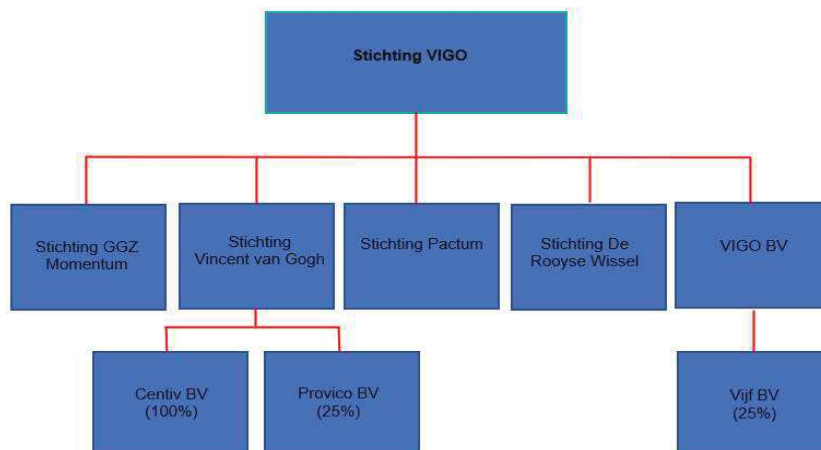 Stichting VIGO
Stichting GGZ
Momentum
Stichting
Vincent van Gogh
Stichting Pactum
Stichting De
Rooyse Wissel
VIGO BV
Centiv BV
(100%)
Provico BV
(25%)
Vijf BV
(25%)